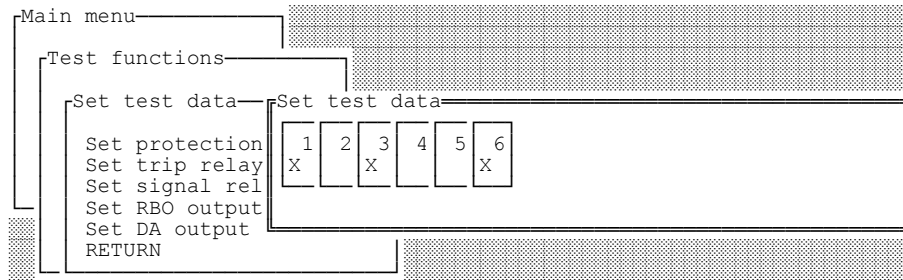 Main menu
Test functions
Set test data Set test data
Set protection 1 2 3 4 5 6
Set trip relay X X X
Set signal rel
Set RBO output
Set DA output
RETURN